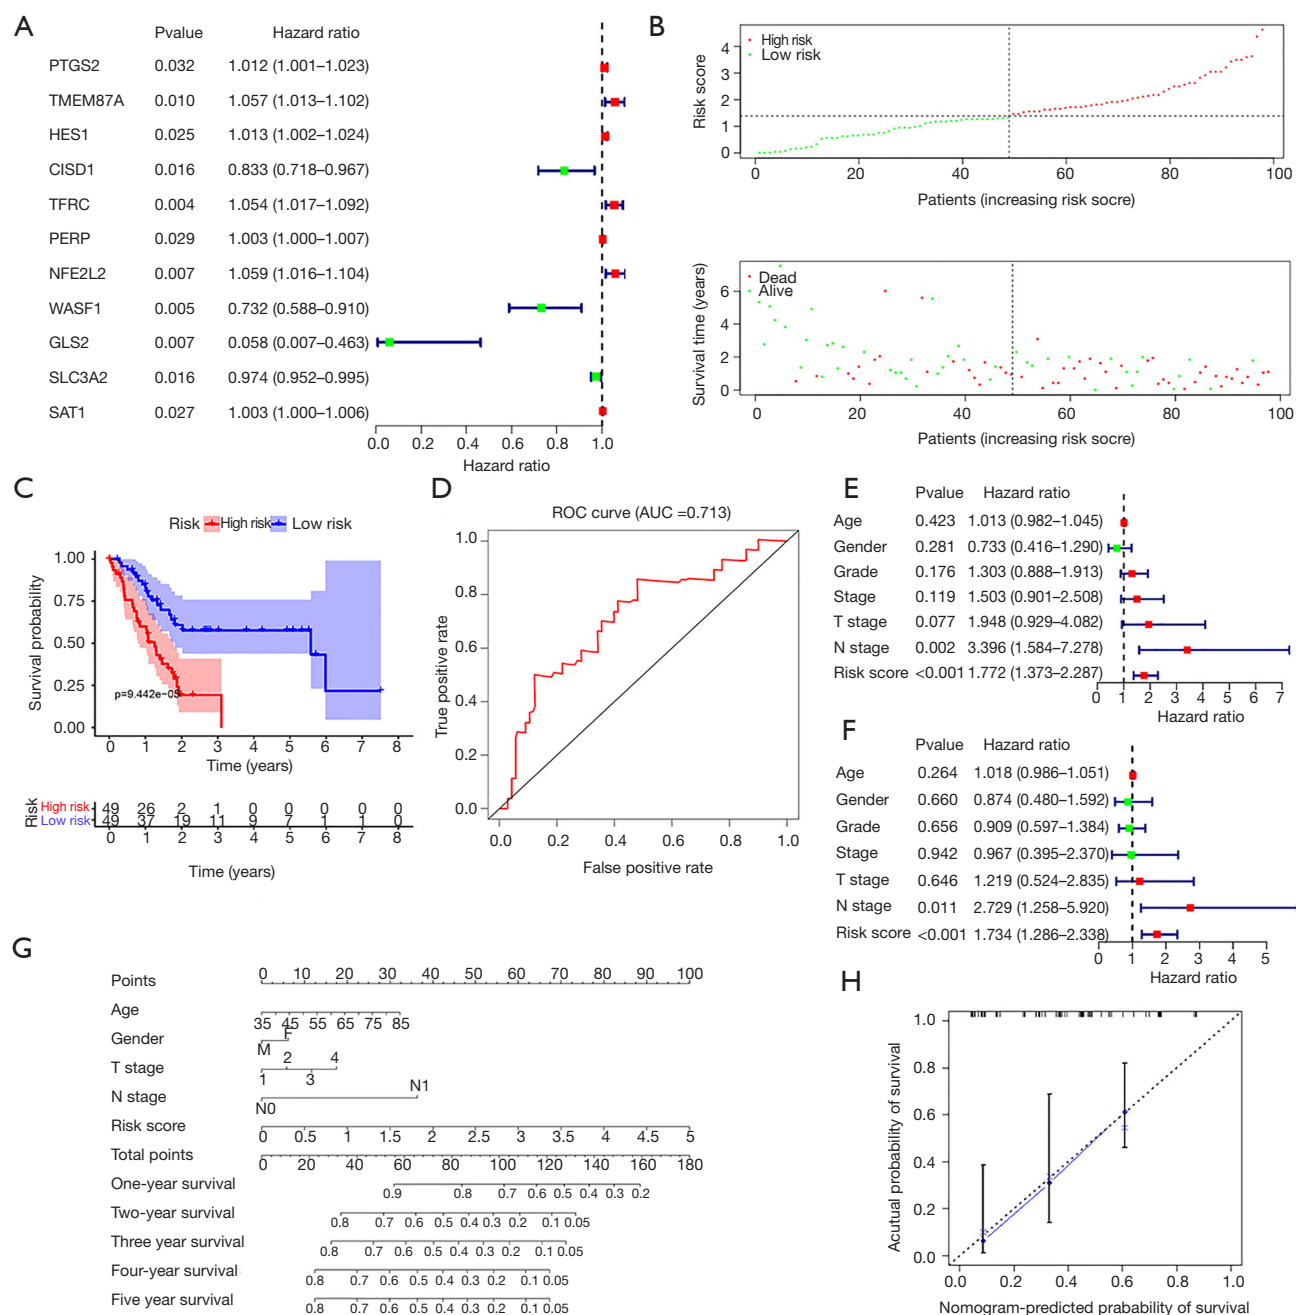 A
Pvalue Hazard ratio
PTGS2 0.032 1.012 (1.001–1.023)
TMEM87A 0.010 1.057 (1.013–1.102)
HES1 0.025 1.013 (1.002–1.024)
CISD1 0.016 0.833 (0.718–0.967)
TFRC 0.004 1.054 (1.017–1.092)
PERP 0.029 1.003 (1.000–1.007)
NFE2L2 0.007 1.059 (1.016–1.104)
WASF1 0.005 0.732 (0.588–0.910)
GLS2 0.007 0.058 (0.007–0.463)
SLC3A2 0.016 0.974 (0.952–0.995)
SAT1 0.027 1.003 (1.000–1.006)
0.0 0.2 0.4 0.6 0.8 1.0
Hazard ratio
B
High risk
Low risk
Risk score
4
3
2
1
0
0 20 40 60 80 100
Patients (increasing risk socre)
Dead
Alive
Survival time (years)
6
4
2
0
0 20 40 60 80 100
Patients (increasing risk socre)
C
Risk High risk Low risk
Survival probability
1.00
0.75
0.50
0.25
0.00
p=9.442e−05
0 1 2 3 4 5 6 7 8
Time (years)
Risk
High risk 49 26 2 1 0 0 0 0 0
Low risk 49 37 19 11 9 7 1 1 0
0 1 2 3 4 5 6 7 8
Time (years)
D
ROC curve (AUC =0.713)
True positive rate
1.0
0.8
0.6
0.4
0.2
0.0
0.0 0.2 0.4 0.6 0.8 1.0
False positive rate
E
Pvalue Hazard ratio
Age 0.423 1.013 (0.982–1.045)
Gender 0.281 0.733 (0.416–1.290)
Grade 0.176 1.303 (0.888–1.913)
Stage 0.119 1.503 (0.901–2.508)
T stage 0.077 1.948 (0.929–4.082)
N stage 0.002 3.396 (1.584–7.278)
Risk score <0.001 1.772 (1.373–2.287)
0 1 2 3 4 5 6 7
Hazard ratio
F
Pvalue Hazard ratio
Age 0.264 1.018 (0.986–1.051)
Gender 0.660 0.874 (0.480–1.592)
Grade 0.656 0.909 (0.597–1.384)
Stage 0.942 0.967 (0.395–2.370)
T stage 0.646 1.219 (0.524–2.835)
N stage 0.011 2.729 (1.258–5.920)
Risk score <0.001 1.734 (1.286–2.338)
0 1 2 3 4 5
Hazard ratio
G
Points 0 10 20 30 40 50 60 70 80 90 100
Age
35 45 55 65 75 85
Gender F
M
T stage 2 4
1 3
N stage N1
N0
Risk score
0 0.5 1 1.5 2 2.5 3 3.5 4 4.5 5
Total points
0 20 40 60 80 100 120 140 160 180
One-year survival
0.9 0.8 0.7 0.6 0.5 0.4 0.3 0.2
Two-year survival
0.8 0.7 0.6 0.5 0.4 0.3 0.2 0.1 0.05
Three year survival
0.8 0.7 0.6 0.5 0.4 0.3 0.2 0.1 0.05
Four-year survival
0.8 0.7 0.6 0.5 0.4 0.3 0.2 0.1 0.05
Five year survival
0.8 0.7 0.6 0.5 0.4 0.3 0.2 0.1 0.05
H
Acutual probability of survival
1.0
0.8
0.6
0.4
0.2
0.0
0.0 0.2 0.4 0.6 0.8 1.0
Nomogram-predicted prabability of survival